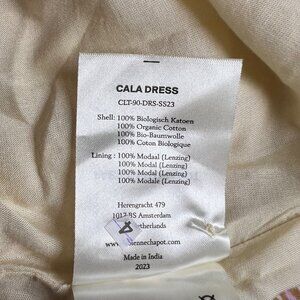 CALA DRESS
CLT-90-DRS-SS23
Shell: 100% Biologisch Katoen
100% Organic Cotton
100% Bio-Baumwolle
100% Coton Biologique
Lining : 100% Modaal (Lenzing)
100% Modal (Lenzing)
100% Modal (Lenzing)
100% Modale (Lenzing)
Herengracht 479
1017 BS Amsterdam
Made in India
2023